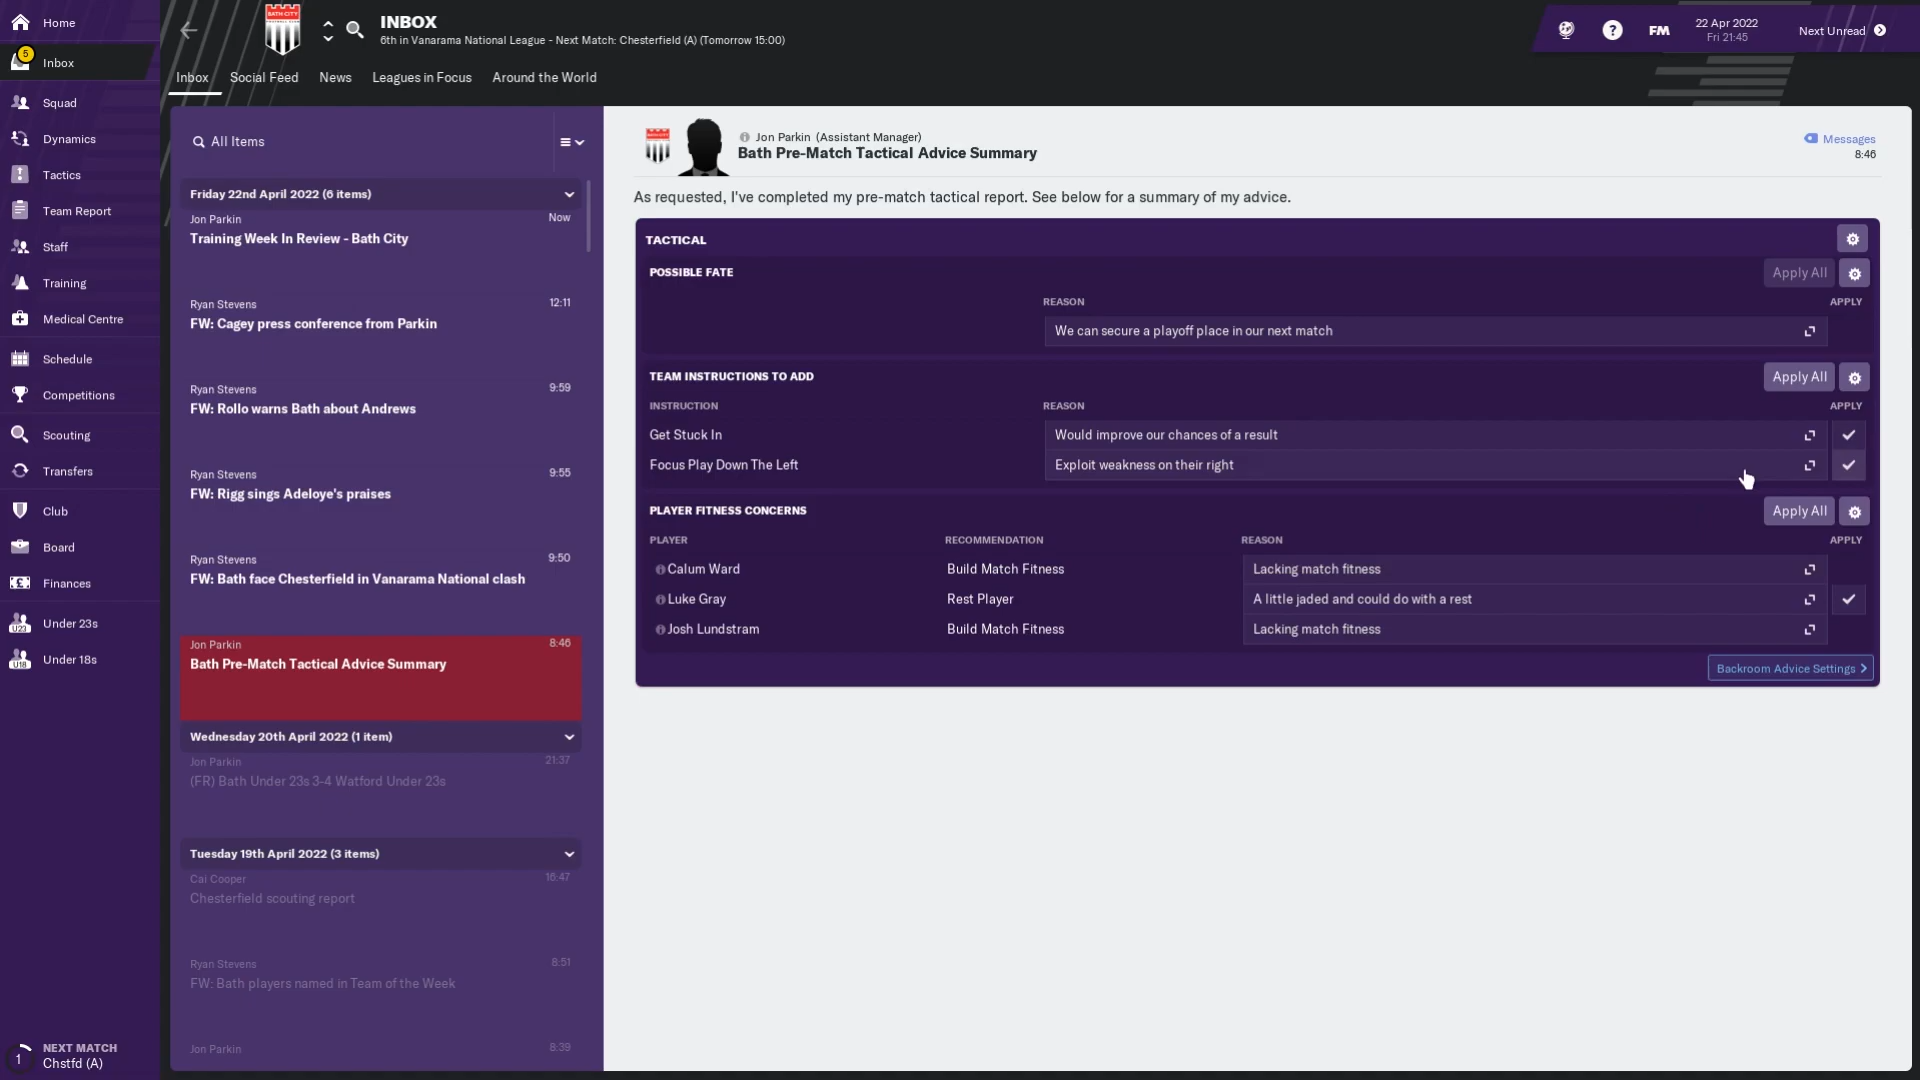 Home
5
Inbox
Squad
Dynamics
Tactics
Team Report
Staff
Training
Medical Centre
Schedule
Competitions
Scouting
Transfers
Club
Board
Finances
U23
Under 23s
U18
Under 18s
1
NEXT MATCH
Chstfd (A)
BATH CITY
INBOX
6th in Vanarama National League - Next Match: Chesterfield (A) (Tomorrow 15:00)
?
FM
22 Apr 2022
Fri 21:45
Next Unread
Inbox
Social Feed
News
Leagues in Focus
Around the World
All Items
Friday 22nd April 2022 (6 items)
Jon Parkin
Now
Training Week In Review - Bath City
Ryan Stevens
12:11
FW: Cagey press conference from Parkin
Ryan Stevens
9:59
FW: Rollo warns Bath about Andrews
Ryan Stevens
9:55
FW: Rigg sings Adeloye's praises
Ryan Stevens
9:50
FW: Bath face Chesterfield in Vanarama National clash
Jon Parkin
8:46
Bath Pre-Match Tactical Advice Summary
Wednesday 20th April 2022 (1 item)
Jon Parkin
21:37
(FR) Bath Under 23s 3-4 Watford Under 23s
Tuesday 19th April 2022 (3 items)
Cai Cooper
16:47
Chesterfield scouting report
Ryan Stevens
8:51
FW: Bath players named in Team of the Week
Jon Parkin
8:39
Jon Parkin (Assistant Manager)
Bath Pre-Match Tactical Advice Summary
Messages
8:46
As requested, I've completed my pre-match tactical report. See below for a summary of my advice.
TACTICAL
POSSIBLE FATE
Apply All
REASON
APPLY
We can secure a playoff place in our next match
TEAM INSTRUCTIONS TO ADD
Apply All
INSTRUCTION
REASON
APPLY
Get Stuck In
Would improve our chances of a result
Focus Play Down The Left
Exploit weakness on their right
PLAYER FITNESS CONCERNS
Apply All
PLAYER
RECOMMENDATION
REASON
APPLY
Calum Ward
Build Match Fitness
Lacking match fitness
Luke Gray
Rest Player
A little jaded and could do with a rest
Josh Lundstram
Build Match Fitness
Lacking match fitness
Backroom Advice Settings